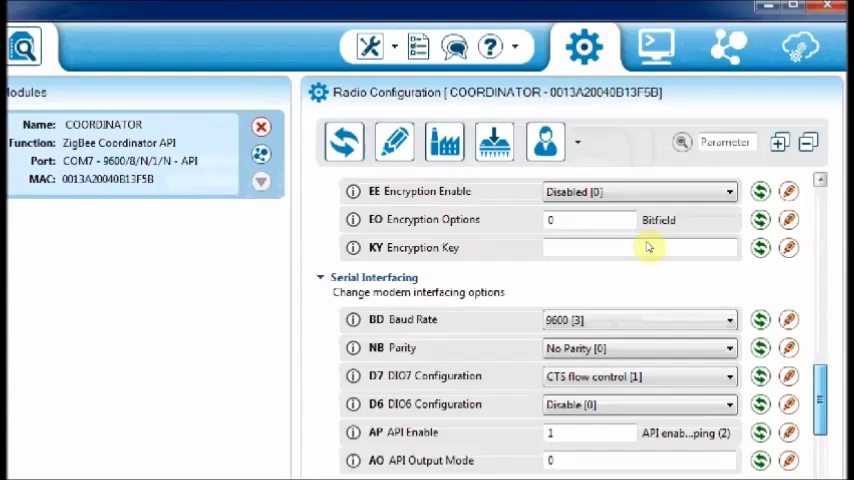 odules
Radio Configuration [ COORDINATOR - 0013A20040B13F5B]
Name: COORDINATOR
Function: ZigBee Coordinator API
Port: COM7 - 9600/8/N/1/N - API
MAC: 0013A20040B13F5B
Parameter
EE Encryption Enable Disabled [0]
EO Encryption Options 0 Bitfield
KY Encryption Key
Serial Interfacing
Change modem interfacing options
BD Baud Rate 9600 [3]
NB Parity No Parity [0]
D7 DIO7 Configuration CTS flow control [1]
D6 DIO6 Configuration Disable [0]
AP API Enable 1 API enab...ping (2)
AO API Output Mode 0